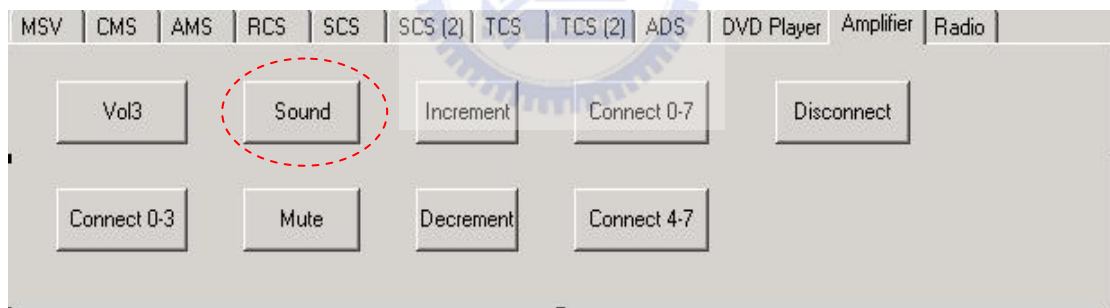 MSV CMS AMS RCS SCS SCS (2) TCS TCS (2) ADS DVD Player Amplifier Radio
Vol3 Sound Increment Connect 0-7 Disconnect
Connect 0-3 Mute Decrement Connect 4-7